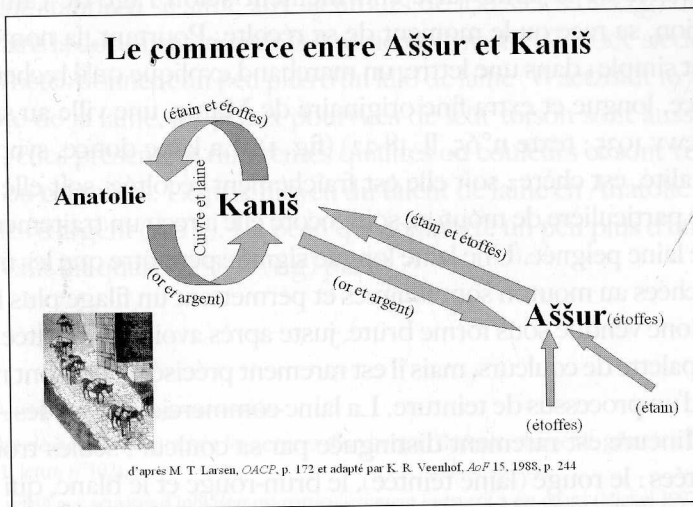 Le commerce entre Aššur et Kaniš
(étain et étoffes)
Anatolie
Cuivre et laine
Kaniš
(or et argent)
(étain et étoffes)
(or et argent)
Aššur (étoffes)
(étain)
(étoffes)
d'après M. T. Larsen, OACP, p. 172 et adapté par K. R. Veenhof, AoF 15, 1988, p. 244